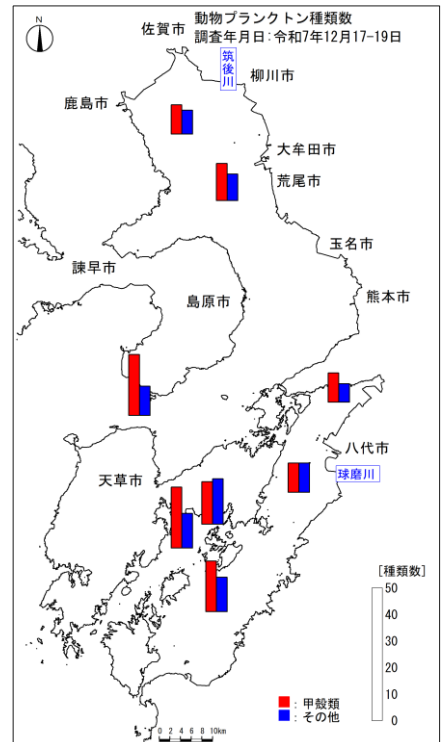 動物プランクトン種類数
調査年月日:令和7年12月17-19日
N
佐賀市
筑後川
柳川市
鹿島市
大牟田市
荒尾市
玉名市
諫早市
島原市
熊本市
八代市
球磨川
天草市
[種類数]
50
40
30
20
10
0
:甲殻類
:その他
0 2 4 6 8 10km